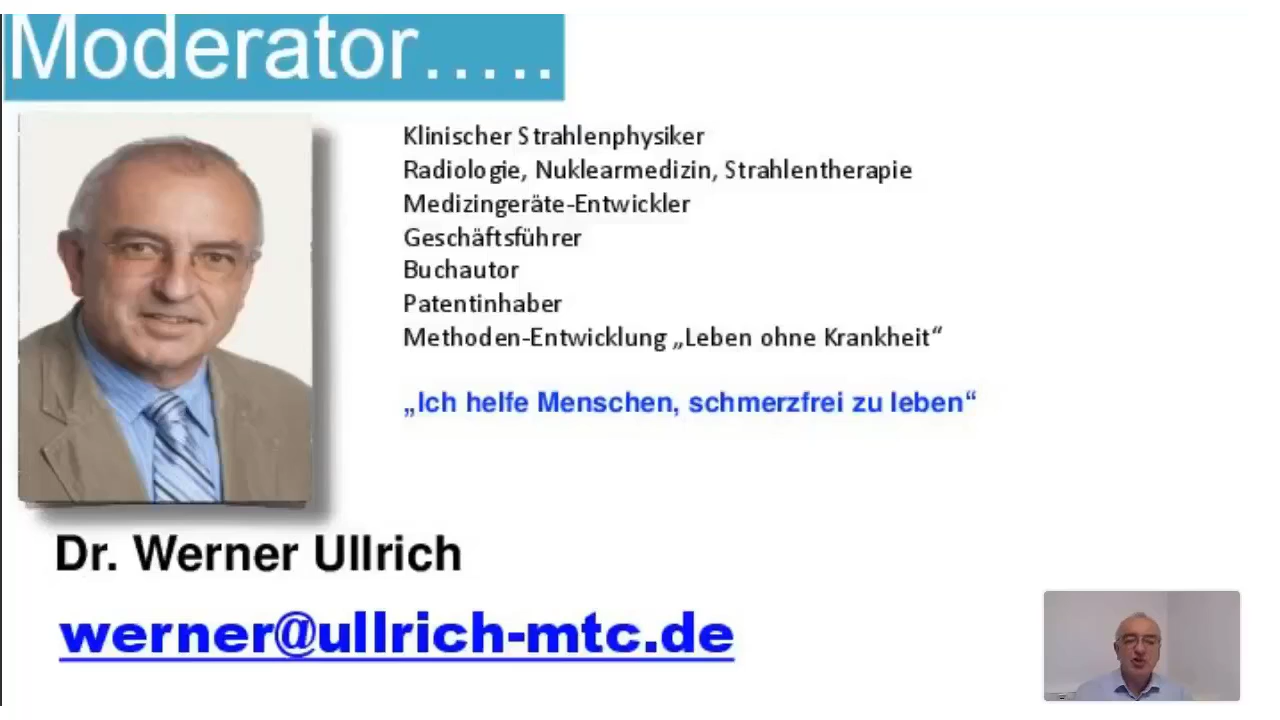 Moderator.....
Klinischer Strahlenphysiker
Radiologie, Nuklearmedizin, Strahlentherapie
Medizingeräte-Entwickler
Geschäftsführer
Buchautor
Patentinhaber
Methoden-Entwicklung „Leben ohne Krankheit“
„Ich helfe Menschen, schmerzfrei zu leben“
Dr. Werner Ullrich
werner@ullrich-mtc.de